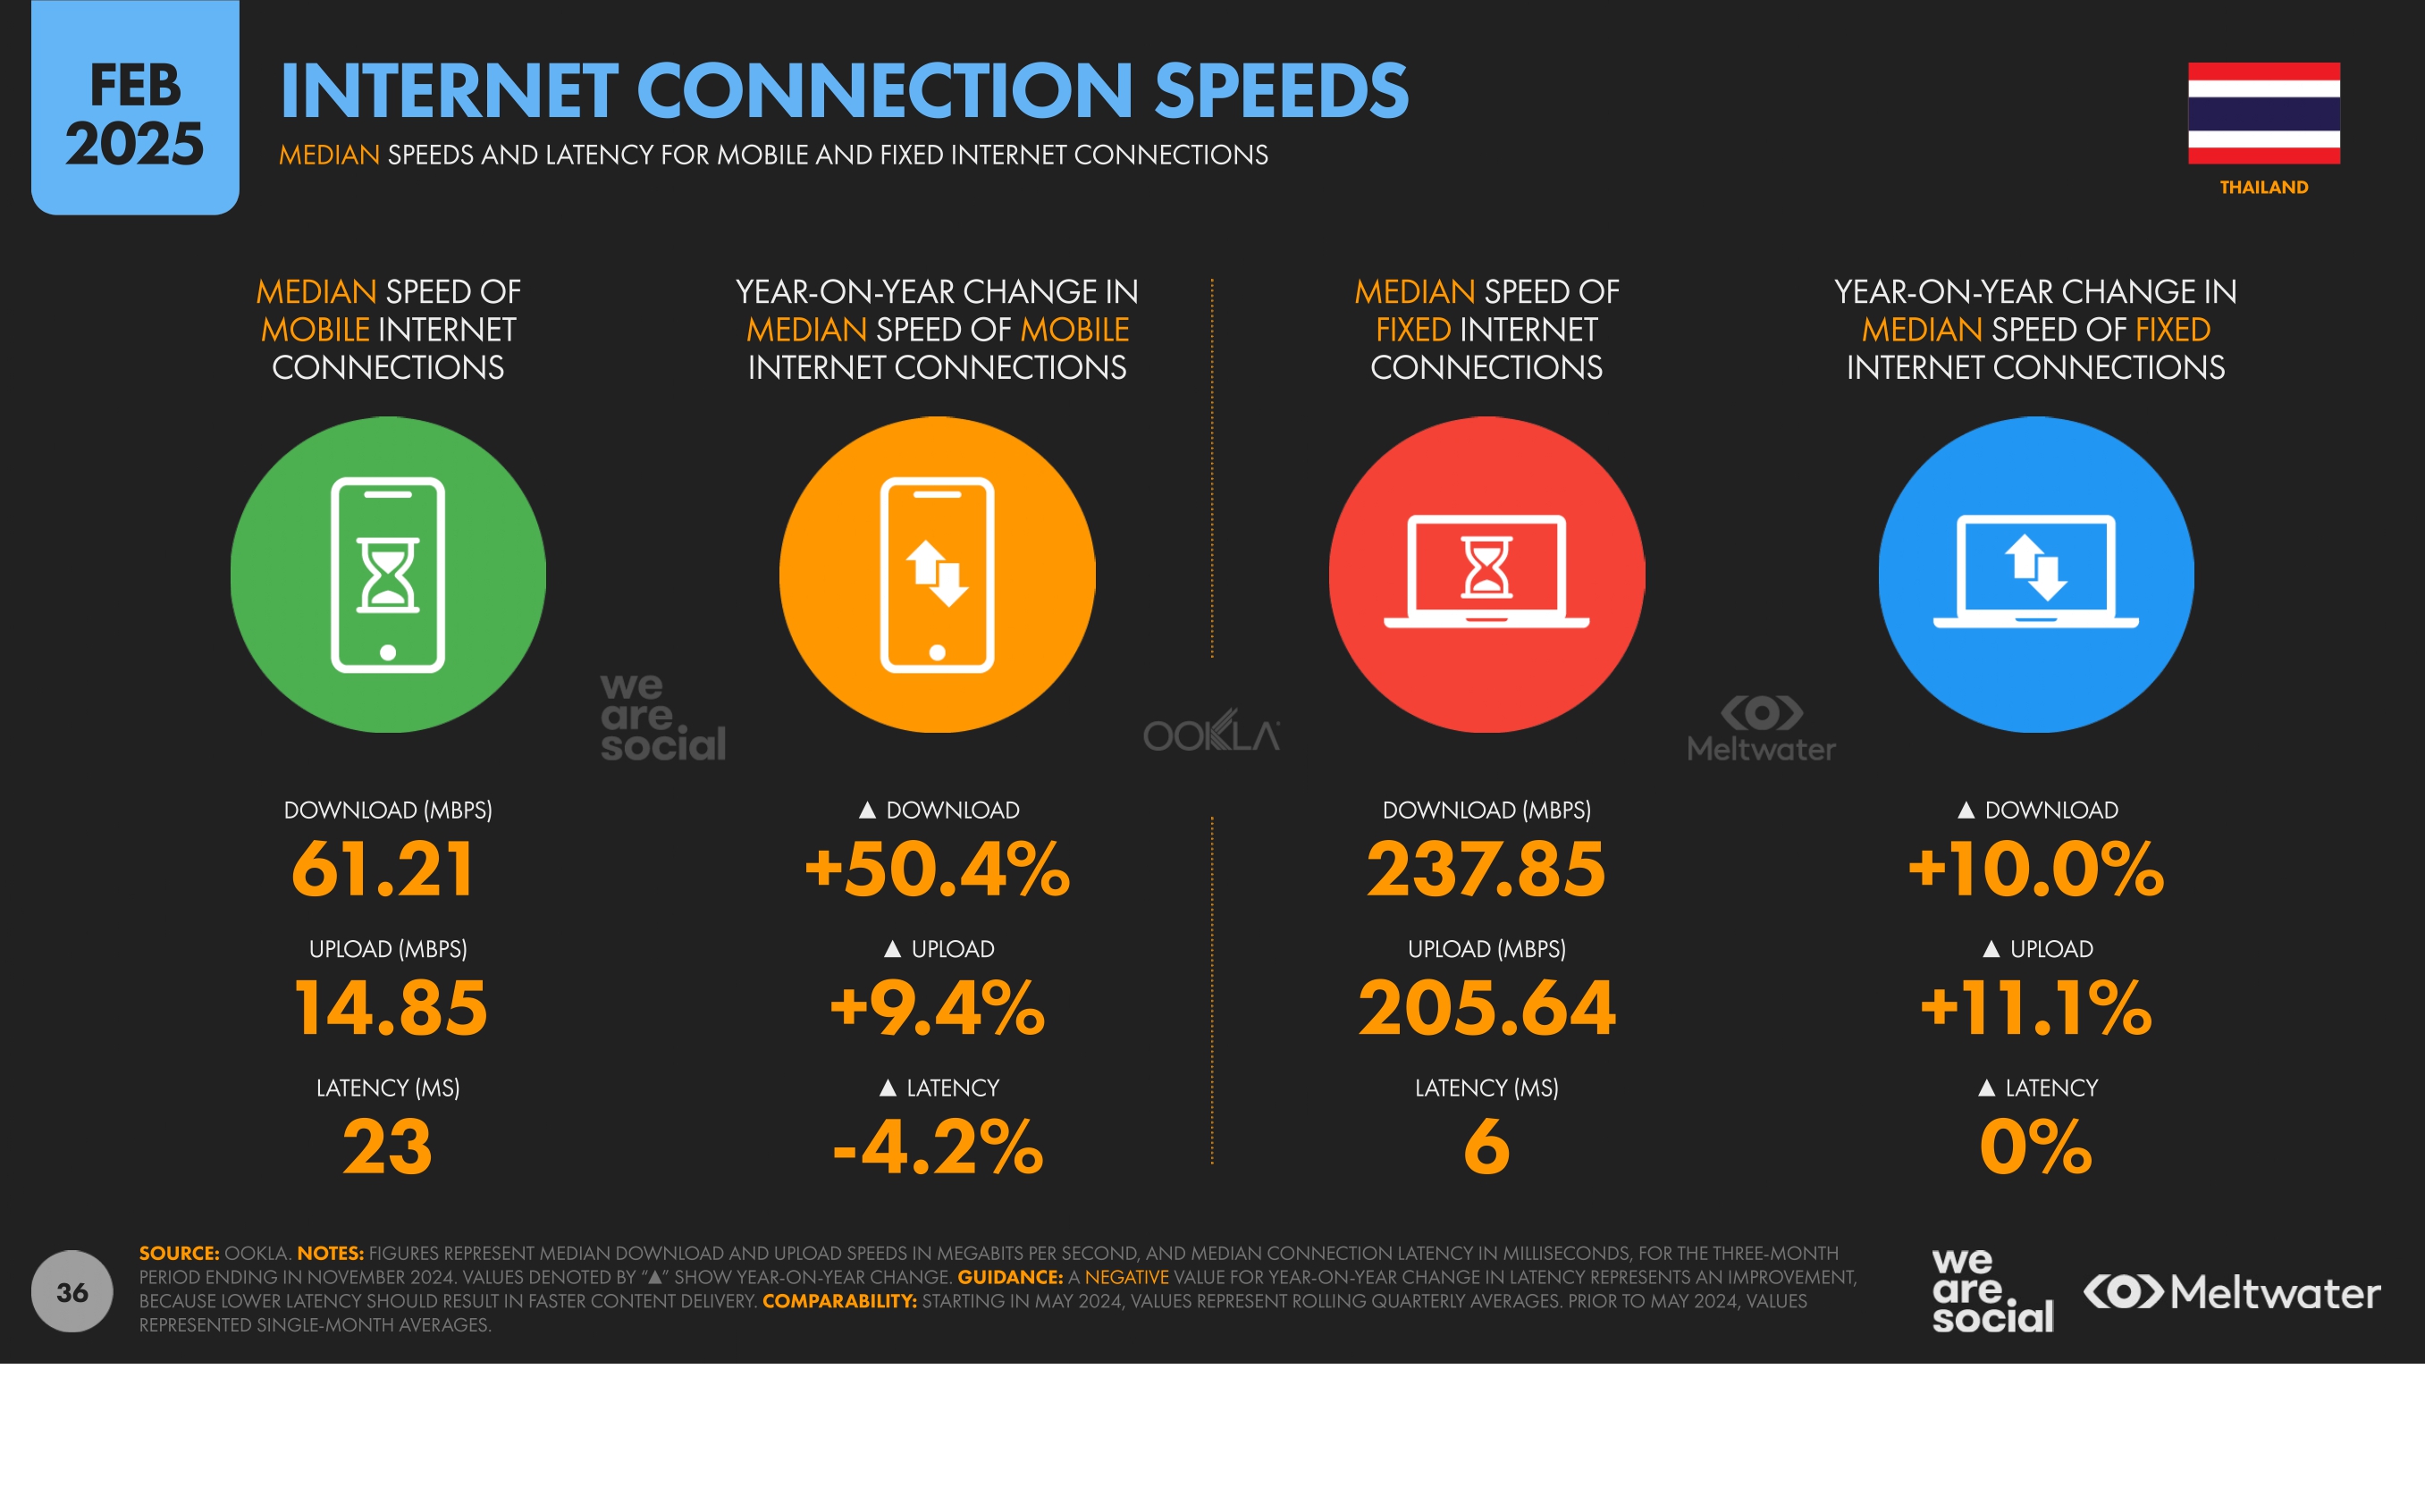 FEB
2025
INTERNET CONNECTION SPEEDS
MEDIAN SPEEDS AND LATENCY FOR MOBILE AND FIXED INTERNET CONNECTIONS
THAILAND
MEDIAN SPEED OF
MOBILE INTERNET
CONNECTIONS
YEAR-ON-YEAR CHANGE IN
MEDIAN SPEED OF MOBILE
INTERNET CONNECTIONS
MEDIAN SPEED OF
FIXED INTERNET
CONNECTIONS
YEAR-ON-YEAR CHANGE IN
MEDIAN SPEED OF FIXED
INTERNET CONNECTIONS
we
are
social
OOKLA
Meltwater
DOWNLOAD (MBPS)
61.21
UPLOAD (MBPS)
14.85
LATENCY (MS)
23
▲ DOWNLOAD
+50.4%
▲ UPLOAD
+9.4%
▲ LATENCY
-4.2%
DOWNLOAD (MBPS)
237.85
UPLOAD (MBPS)
205.64
LATENCY (MS)
6
▲ DOWNLOAD
+10.0%
▲ UPLOAD
+11.1%
▲ LATENCY
0%
36
SOURCE: OOKLA. NOTES: FIGURES REPRESENT MEDIAN DOWNLOAD AND UPLOAD SPEEDS IN MEGABITS PER SECOND, AND MEDIAN CONNECTION LATENCY IN MILLISECONDS, FOR THE THREE-MONTH
PERIOD ENDING IN NOVEMBER 2024. VALUES DENOTED BY “▲” SHOW YEAR-ON-YEAR CHANGE. GUIDANCE: A NEGATIVE VALUE FOR YEAR-ON-YEAR CHANGE IN LATENCY REPRESENTS AN IMPROVEMENT,
BECAUSE LOWER LATENCY SHOULD RESULT IN FASTER CONTENT DELIVERY. COMPARABILITY: STARTING IN MAY 2024, VALUES REPRESENT ROLLING QUARTERLY AVERAGES. PRIOR TO MAY 2024, VALUES
REPRESENTED SINGLE-MONTH AVERAGES.
we
are
social
Meltwater